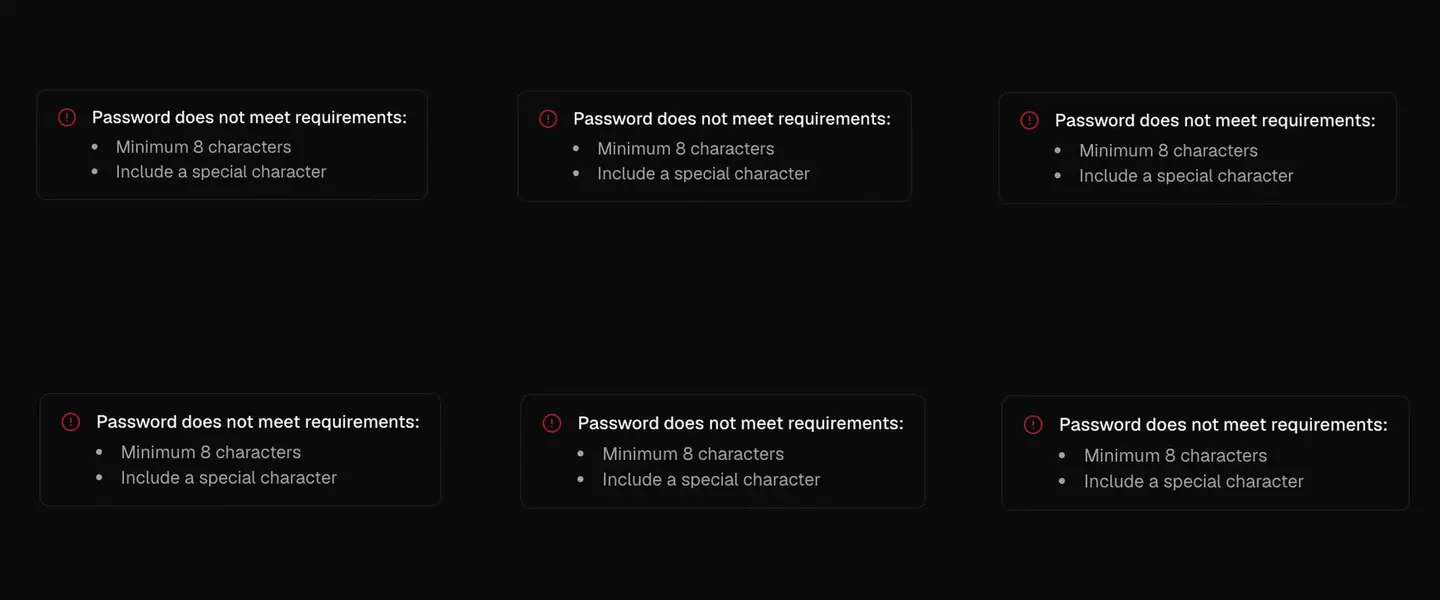 Password does not meet requirements:
Minimum 8 characters
Include a special character
Password does not meet requirements:
Minimum 8 characters
Include a special character
Password does not meet requirements:
Minimum 8 characters
Include a special character
Password does not meet requirements:
Minimum 8 characters
Include a special character
Password does not meet requirements:
Minimum 8 characters
Include a special character
Password does not meet requirements:
Minimum 8 characters
Include a special character